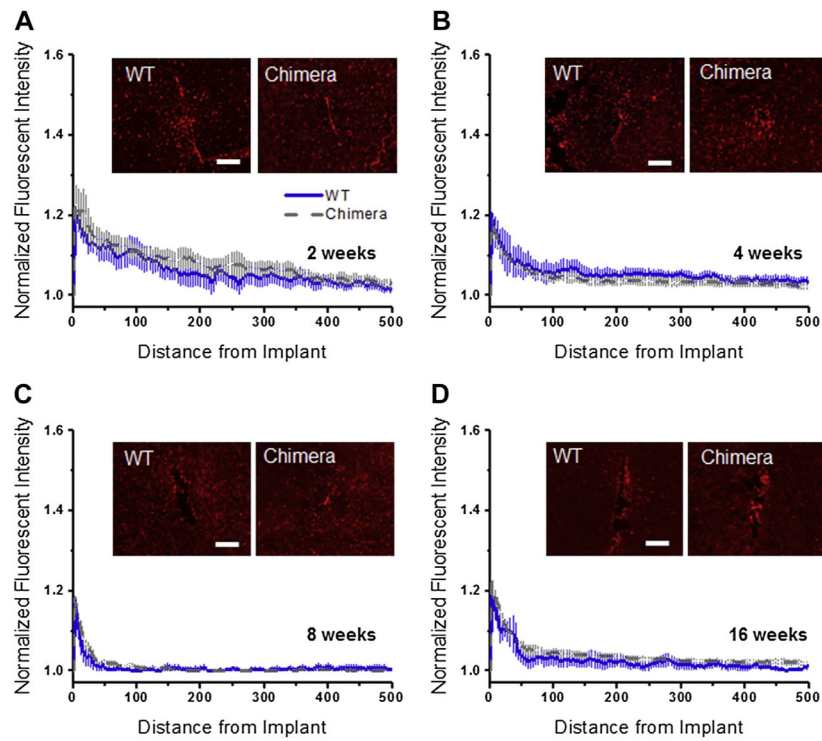 A
Normalized Fluorescent Intensity
1.6
1.4
1.2
1.0
WT
Chimera
WT
Chimera
2 weeks
0 100 200 300 400 500
Distance from Implant
B
Normalized Fluorescent Intensity
1.6
1.4
1.2
1.0
WT
Chimera
4 weeks
0 100 200 300 400 500
Distance from Implant
C
Normalized Fluorescent Intensity
1.6
1.4
1.2
1.0
WT
Chimera
8 weeks
0 100 200 300 400 500
Distance from Implant
D
Normalized Fluorescent Intensity
1.6
1.4
1.2
1.0
WT
Chimera
16 weeks
0 100 200 300 400 500
Distance from Implant